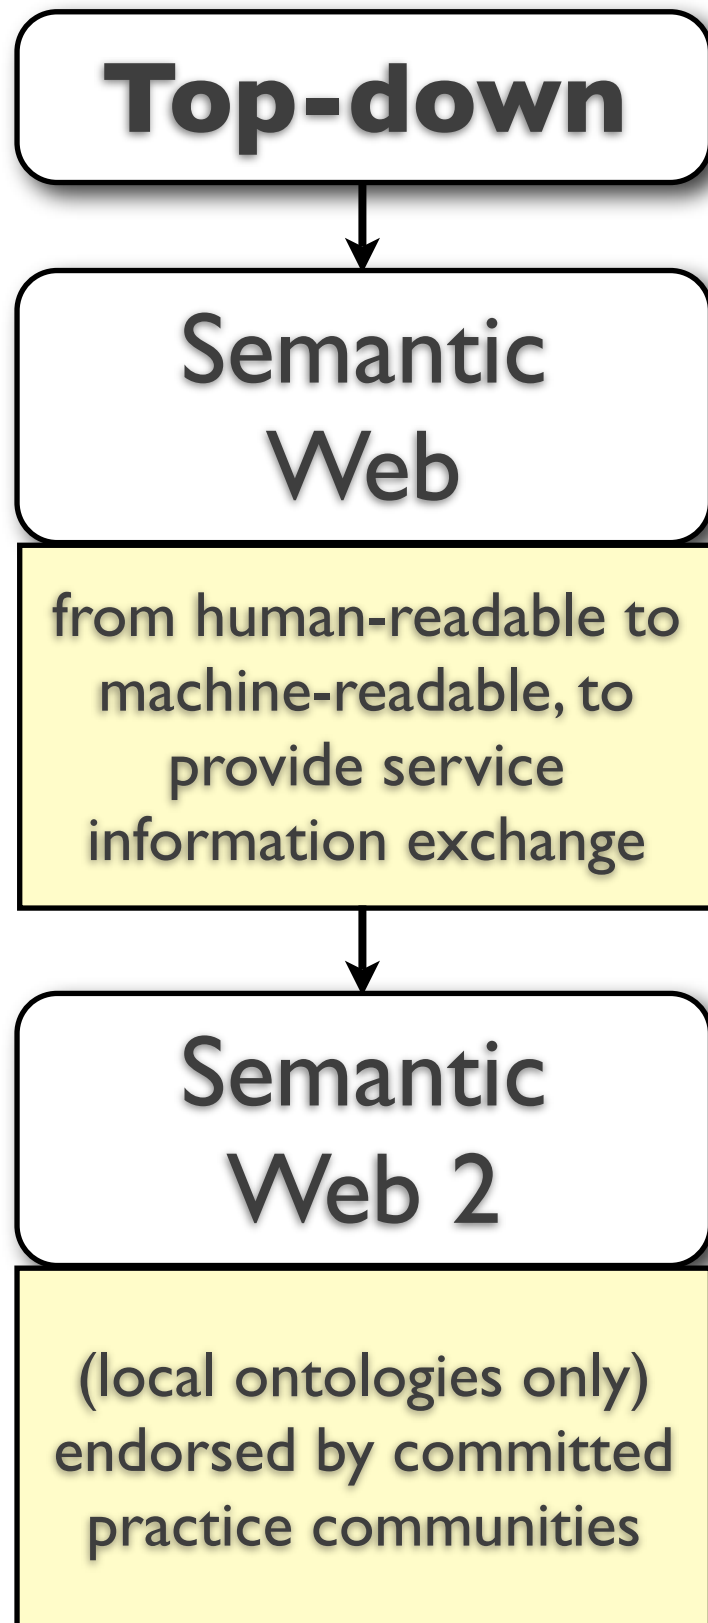 Top-down
Semantic
Web
from human-readable to
machine-readable, to
provide service
information exchange
Semantic
Web 2
(local ontologies only)
endorsed by committed
practice communities